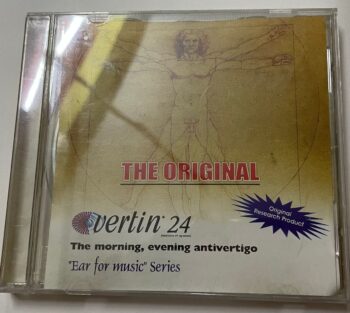 THE ORIGINAL
Original
Research Product
vertin 24
The morning, evening antivertigo
"Ear for music" Series